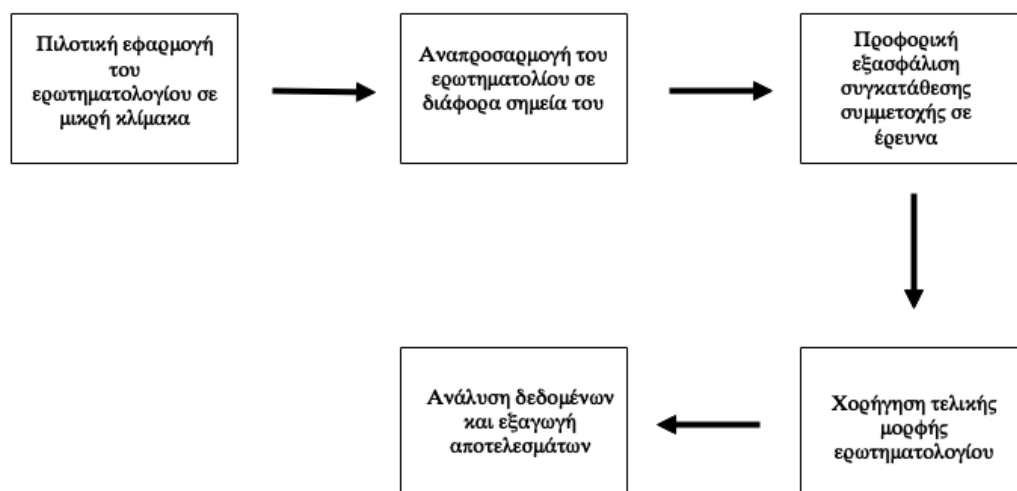 Πιλοτική εφαρμογή
του
ερωτηματολογίου σε
μικρή κλίμακα
Αναπροσαρμογή του
ερωτηματολίου σε
διάφορα σημεία του
Προφορική
εξασφάλιση
συγκατάθεσης
συμμετοχής σε
έρευνα
Χορήγηση τελικής
μορφής
ερωτηματολογίου
Ανάλυση δεδομένων
και εξαγωγή
αποτελεσμάτων